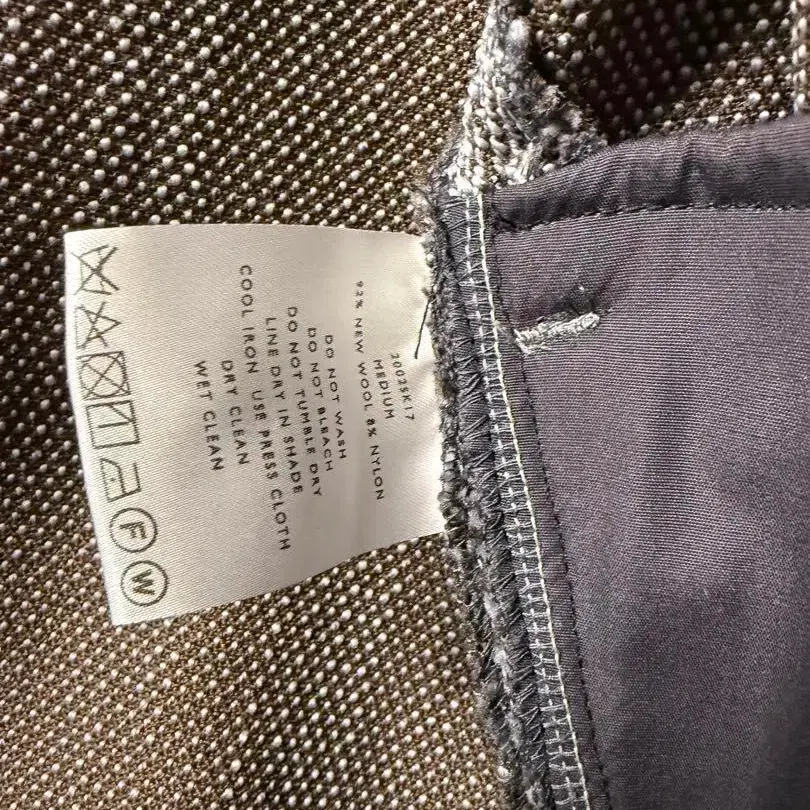 20025K17
MEDIUM
92% NEW WOOL 8% NYLON
DO NOT WASH
DO NOT BLEACH
DO NOT TUMBLE DRY
LINE DRY IN SHADE
COOL IRON USE PRESS CLOTH
DRY CLEAN
WET CLEAN
F
W